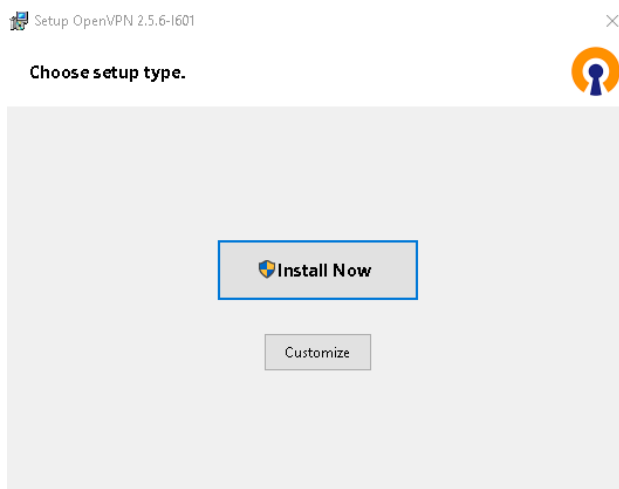 Setup OpenVPN 2.5.6-I601
Choose setup type.
Install Now
Customize